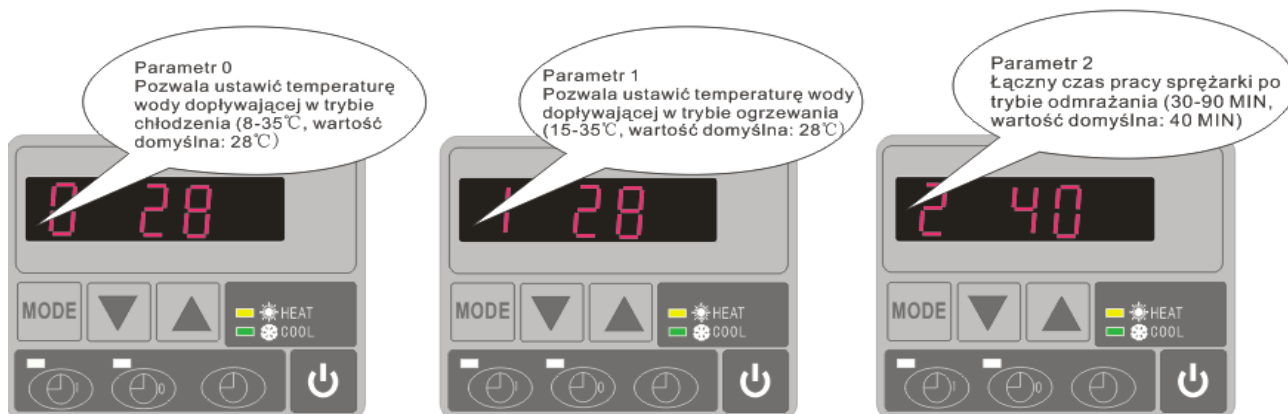 Parametr 0
Pozwala ustawić temperaturę
wody dopływającej w trybie
chłodzenia (8-35℃, wartość
domyślna: 28℃)
0 28
MODE
HEAT
COOL
Parametr 1
Pozwala ustawić temperaturę wody
dopływającej w trybie ogrzewania
(15-35℃, wartość domyślna: 28℃)
1 28
MODE
HEAT
COOL
Parametr 2
Łączny czas pracy sprężarki po
trybie odmrażania (30-90 MIN,
wartość domyślna: 40 MIN)
2 40
MODE
HEAT
COOL